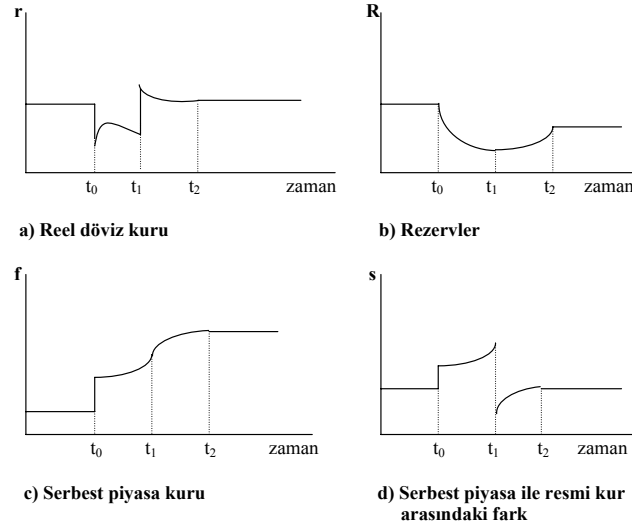 r
t0 t1 t2 zaman
a) Reel döviz kuru
R
t0 t1 t2 zaman
b) Rezervler
f
t0 t1 t2 zaman
c) Serbest piyasa kuru
s
t0 t1 t2 zaman
d) Serbest piyasa ile resmi kur
arasındaki fark